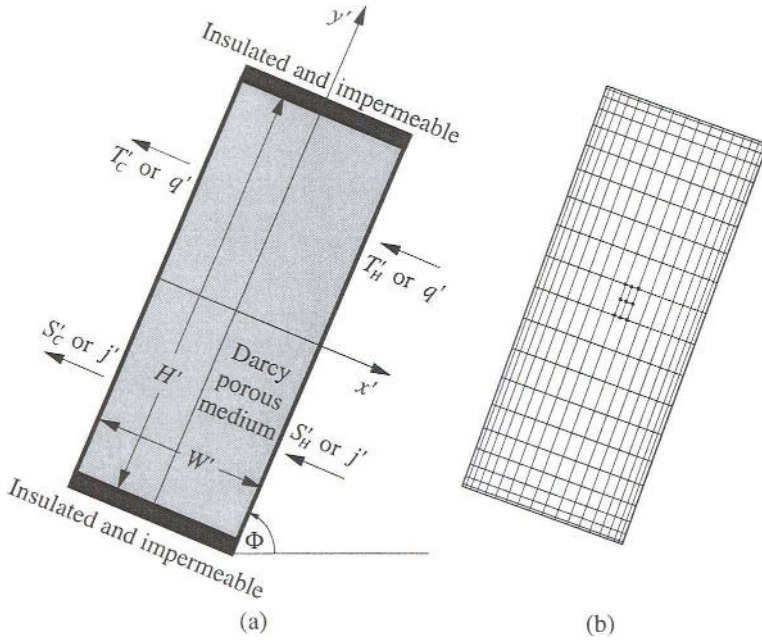 y'
Insulated and impermeable
T'_C or q'
T'_H or q'
S'_C or j'
H'
Darcy
porous
medium
x'
W'
S'_H or j'
Insulated and impermeable
Φ
(a)
(b)